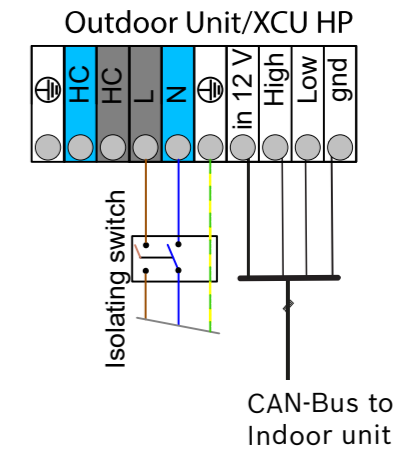 Outdoor Unit/XCU HP
HC
HC
L
N
in 12 V
High
Low
gnd
Isolating switch
CAN-Bus to
Indoor unit